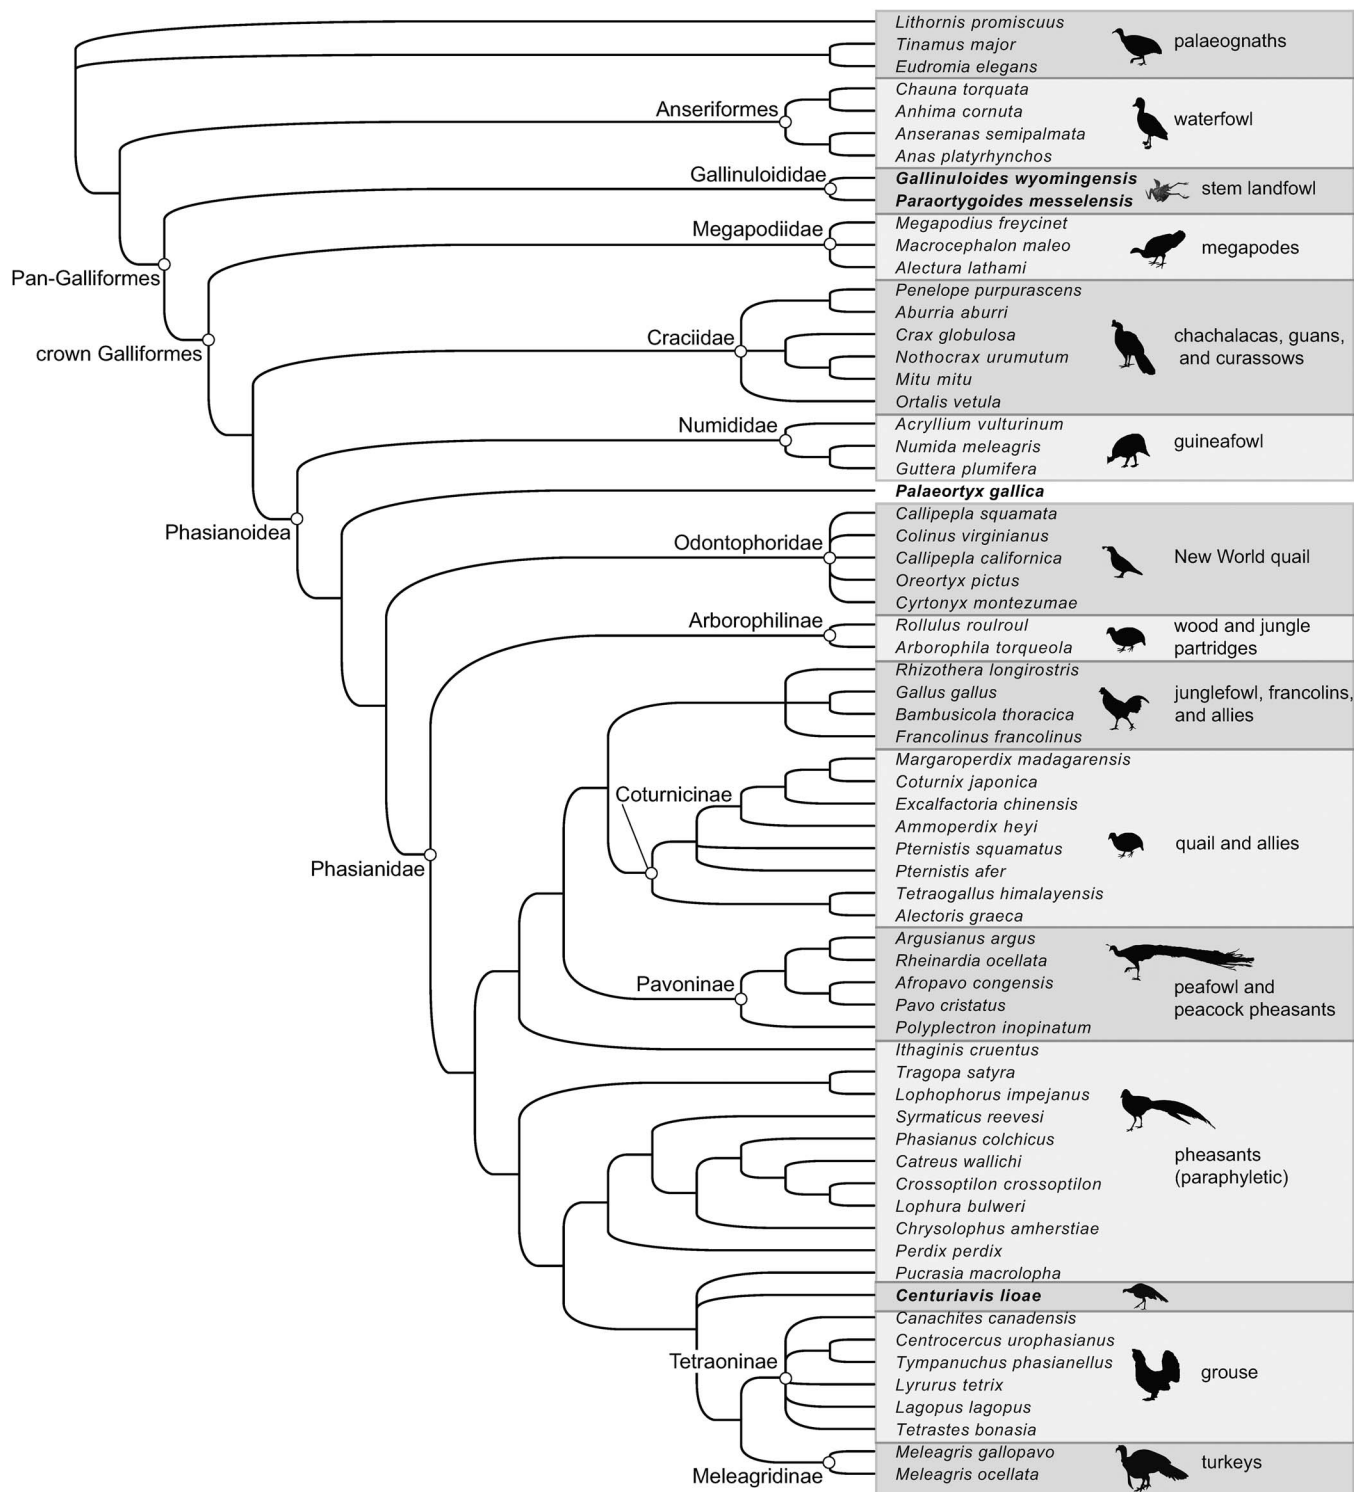 Lithornis promiscuus
Tinamus major
palaeognaths
Eudromia elegans
Chauna torquata
Anseriformes
Anhima cornuta
waterfowl
Anseranas semipalmata
Anas platyrhynchos
Gallinuloididae
Gallinuloides wyomingensis
stem landfowl
Paraortygoides messelensis
Megapodiidae
Megapodius freycinet
Macrocephalon maleo
megapodes
Alectura lathami
Pan-Galliformes
Penelope purpurascens
Aburria aburri
Craciidae
Crax globulosa
chachalacas, guans,
and curassows
crown Galliformes
Nothocrax urumutum
Mitu mitu
Ortalis vetula
Numididae
Acryllium vulturinum
Numida meleagris
guineafowl
Guttera plumifera
Palaeortyx gallica
Phasianoidea
Callipepla squamata
Odontophoridae
Colinus virginianus
Callipepla californica
New World quail
Oreortyx pictus
Cyrtonyx montezumae
Arborophilinae
Rollulus roulroul
wood and jungle
partridges
Arborophila torqueola
Rhizothera longirostris
Gallus gallus
junglefowl, francolins,
and allies
Bambusicola thoracica
Francolinus francolinus
Margaroperdix madagarensis
Coturnicinae
Coturnix japonica
Excalfactoria chinensis
Ammoperdix heyi
quail and allies
Pternistis squamatus
Phasianidae
Pternistis afer
Tetraogallus himalayensis
Alectoris graeca
Argusianus argus
Rheinardia ocellata
Pavoninae
Afropavo congensis
peafowl and
peacock pheasants
Pavo cristatus
Polyplectron inopinatum
Ithaginis cruentus
Tragopa satyra
Lophophorus impejanus
Syrmaticus reevesi
Phasianus colchicus
pheasants
(paraphyletic)
Catreus wallichi
Crossoptilon crossoptilon
Lophura bulweri
Chrysolophus amherstiae
Perdix perdix
Pucrasia macrolopha
Centuriavis lioae
Canachites canadensis
Centrocercus urophasianus
Tetraoninae
Tympanuchus phasianellus
grouse
Lyrurus tetrix
Lagopus lagopus
Tetrastes bonasia
Meleagris gallopavo
turkeys
Meleagridinae
Meleagris ocellata